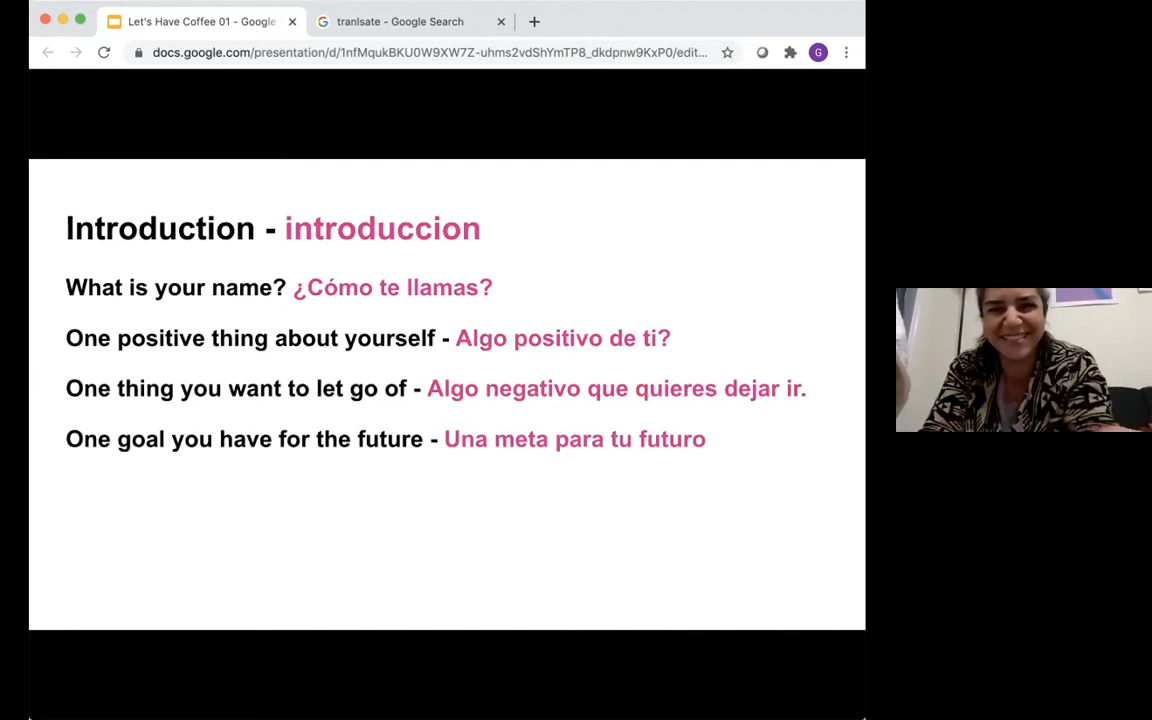 Let's Have Coffee 01 - Google
tranlsate - Google Search
docs.google.com/presentation/d/1nfMqukBKU0W9XW7Z-uhms2vdShYmTP8_dkdpnw9KxP0/edit...
G
Introduction - introduccion
What is your name? ¿Cómo te llamas?
One positive thing about yourself - Algo positivo de ti?
One thing you want to let go of - Algo negativo que quieres dejar ir.
One goal you have for the future - Una meta para tu futuro